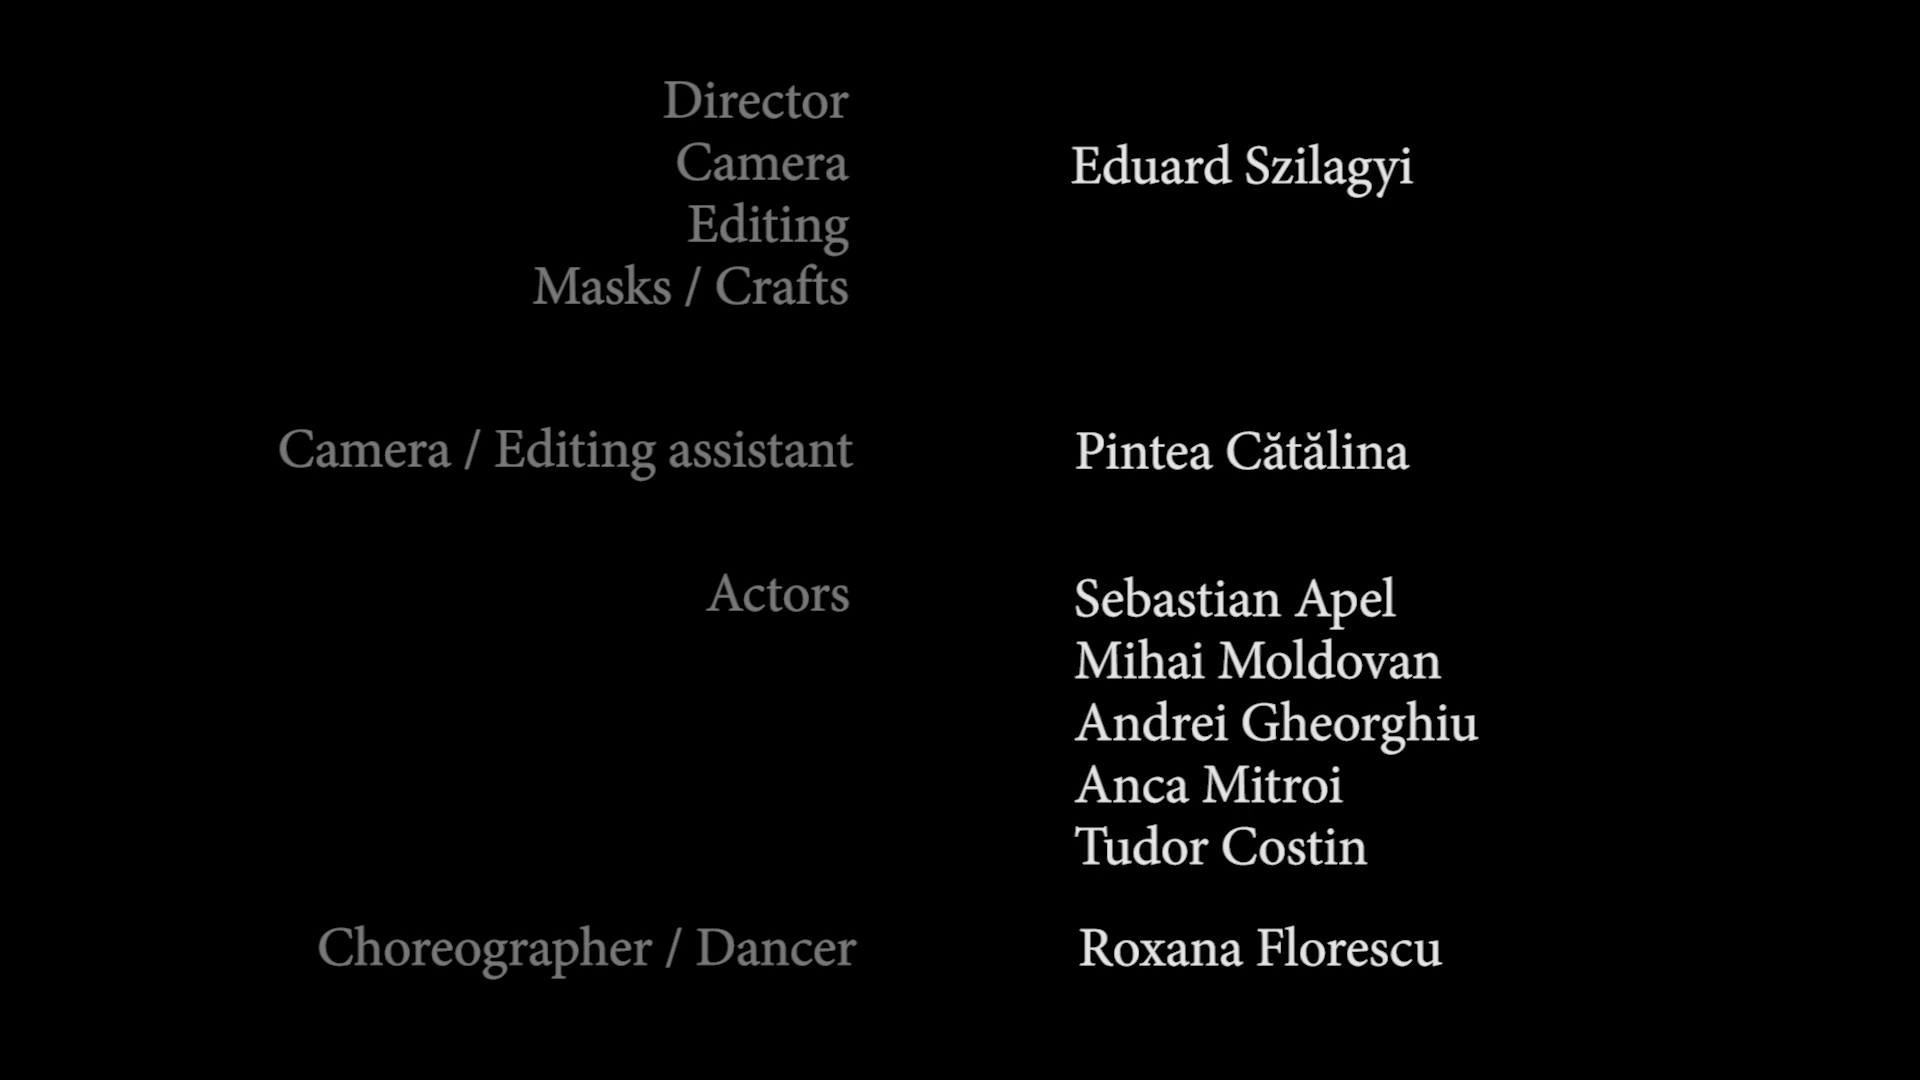 Director
Camera
Eduard Szilagyi
Editing
Masks / Crafts
Camera / Editing assistant
Pintea Cătălina
Actors
Sebastian Apel
Mihai Moldovan
Andrei Gheorghiu
Anca Mitroi
Tudor Costin
Choreographer / Dancer
Roxana Florescu